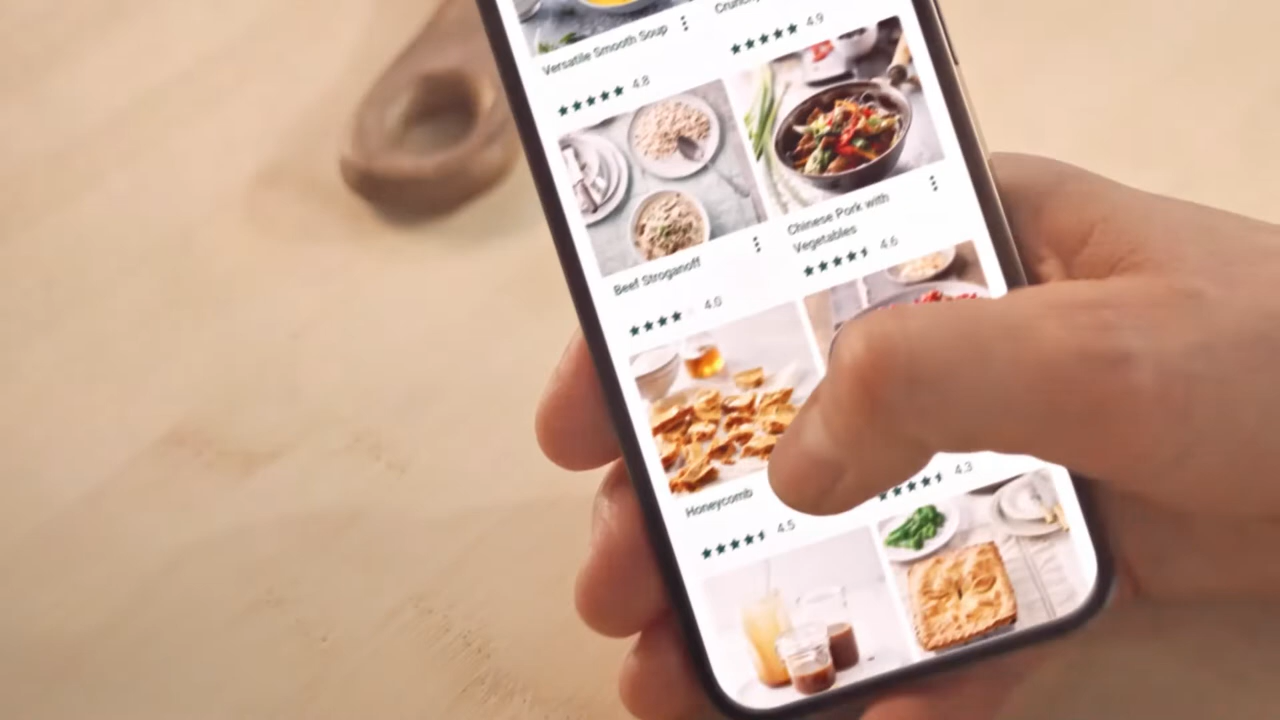 Versatile Smooth Soup
4.8
4.9
Beef Stroganoff
4.0
Chinese Pork with
Vegetables
4.6
Honeycomb
4.5
4.3